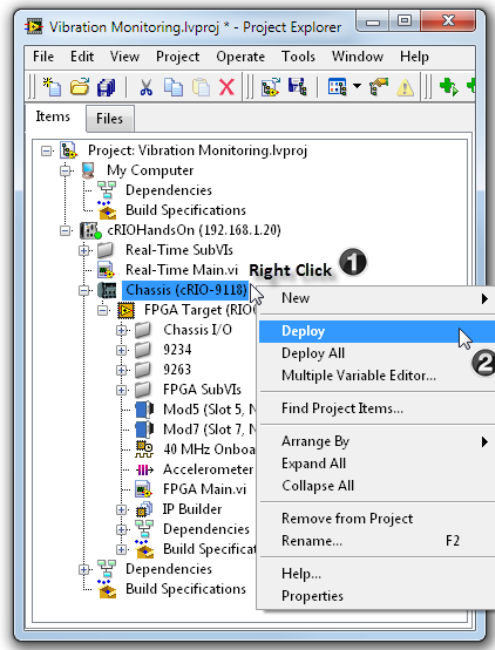 Vibration Monitoring.lvproj * - Project Explorer
File Edit View Project Operate Tools Window Help
Items Files
Project: Vibration Monitoring.lvproj
My Computer
Dependencies
Build Specifications
cRIOHandsOn (192.168.1.20)
Real-Time SubVIs
Real-Time Main.vi
Right Click 1
Chassis (cRIO-9118)
FPGA Target (RIO
Chassis I/O
9234
9263
FPGA SubVIs
Mod5 (Slot 5, N
Mod7 (Slot 7, N
40 MHz Onboa
Accelerometer
FPGA Main.vi
IP Builder
Dependencies
Build Specificat
Dependencies
Build Specifications
New
Deploy
2
Deploy All
Multiple Variable Editor...
Find Project Items...
Arrange By
Expand All
Collapse All
Remove from Project
Rename... F2
Help...
Properties